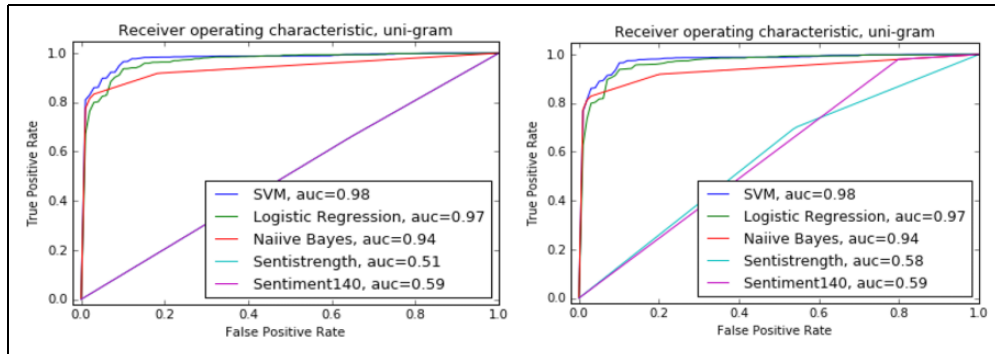 Receiver operating characteristic, uni-gram
True Positive Rate
1.0
0.8
0.6
0.4
0.2
0.0
SVM, auc=0.98
Logistic Regression, auc=0.97
Naiive Bayes, auc=0.94
Sentistrength, auc=0.51
Sentiment140, auc=0.59
0.0 0.2 0.4 0.6 0.8 1.0
False Positive Rate
Receiver operating characteristic, uni-gram
True Positive Rate
1.0
0.8
0.6
0.4
0.2
0.0
SVM, auc=0.98
Logistic Regression, auc=0.97
Naiive Bayes, auc=0.94
Sentistrength, auc=0.58
Sentiment140, auc=0.59
0.0 0.2 0.4 0.6 0.8 1.0
False Positive Rate